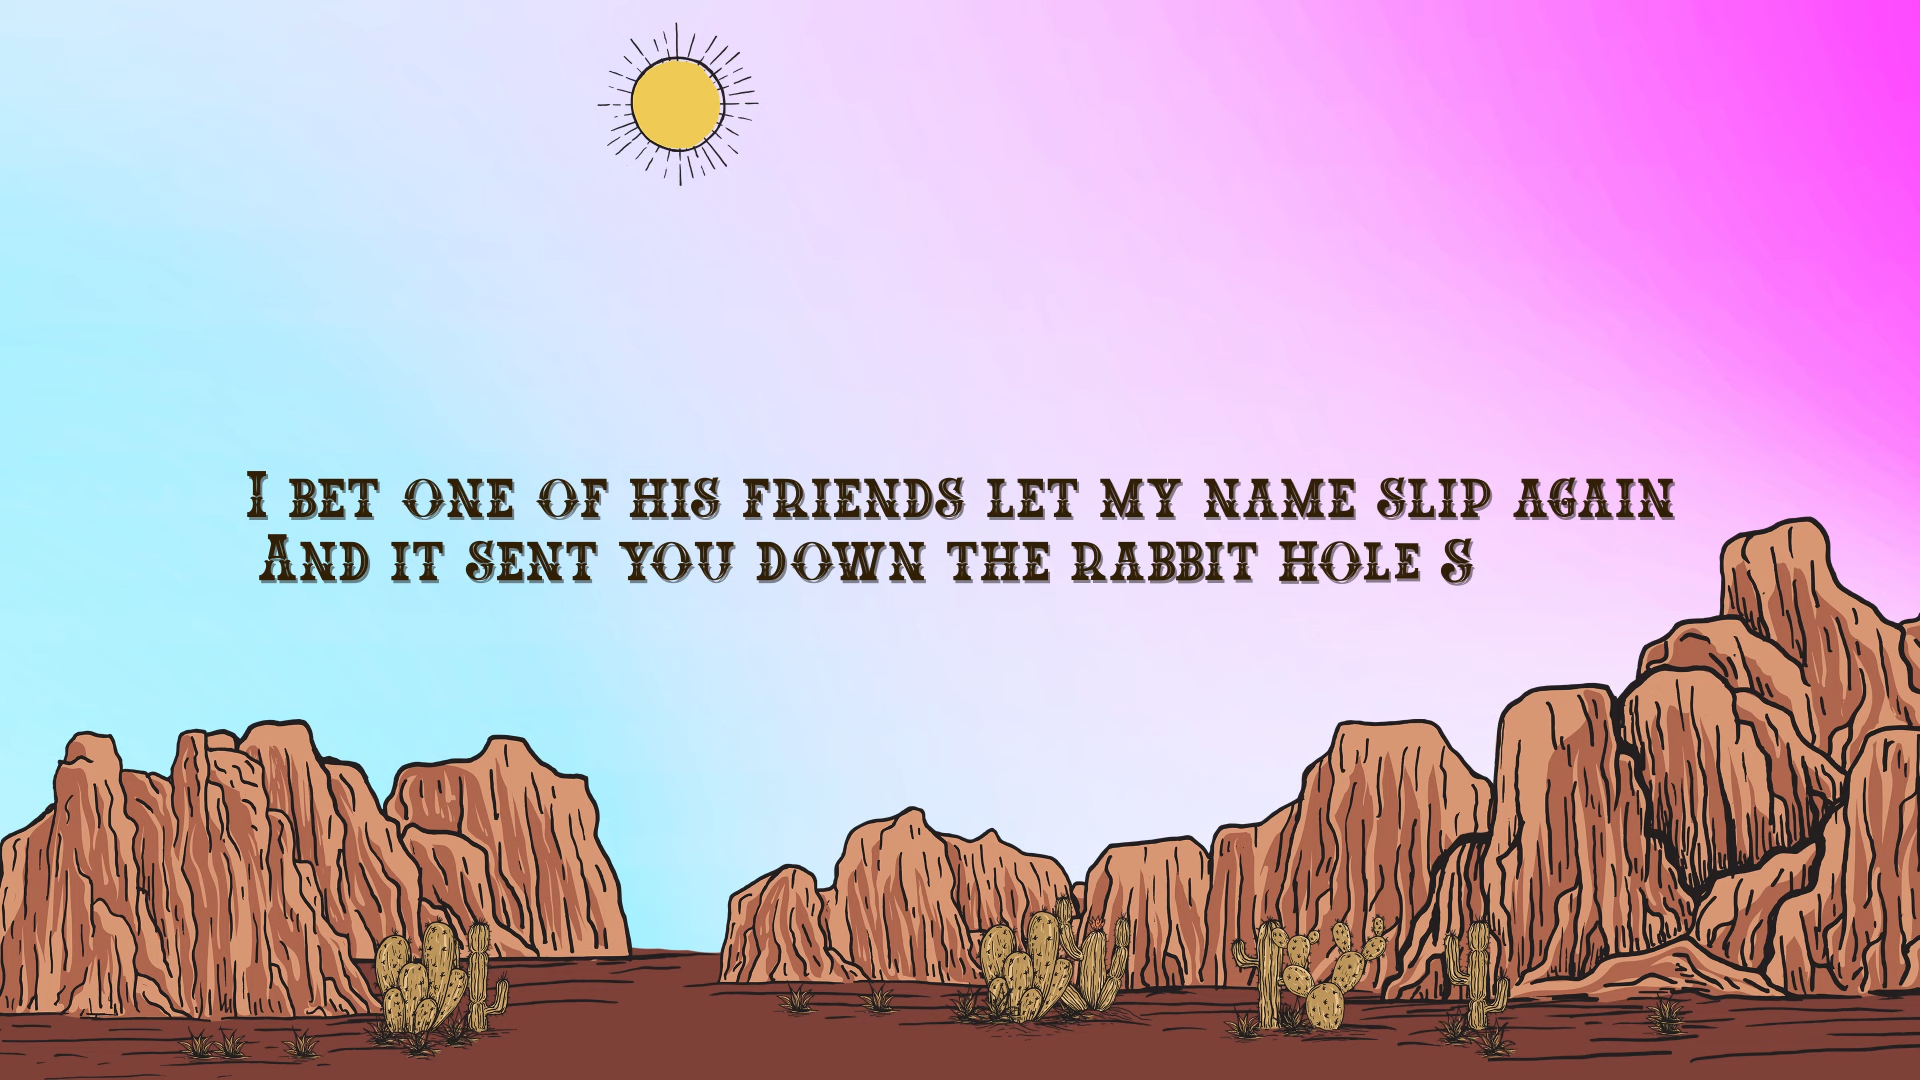 I BET ONE OF HIS FRIENDS LET MY NAME SLIP AGAIN
AND IT SENT YOU DOWN THE RABBIT HOLE S